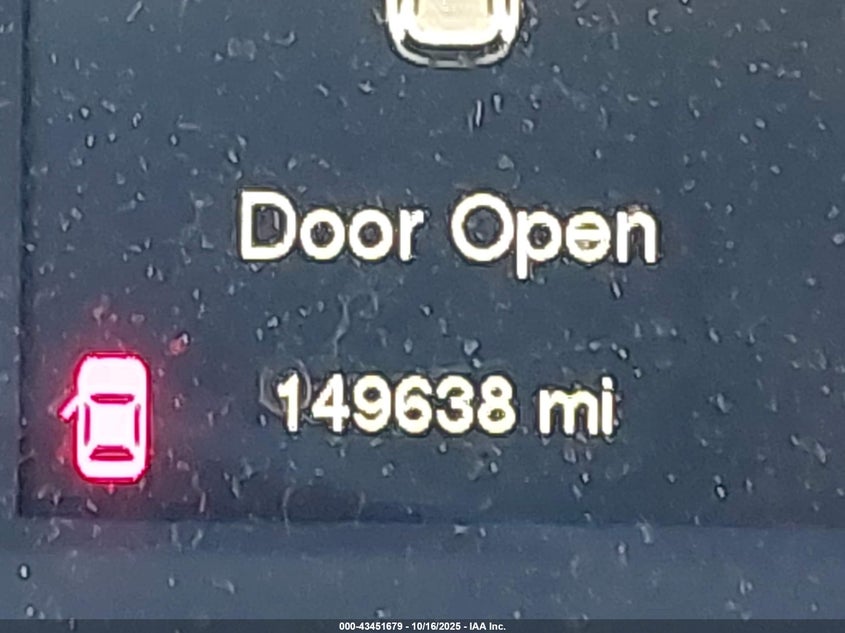 Door Open
149638 mi
000-43451679 - 10/16/2025 - IAA Inc.